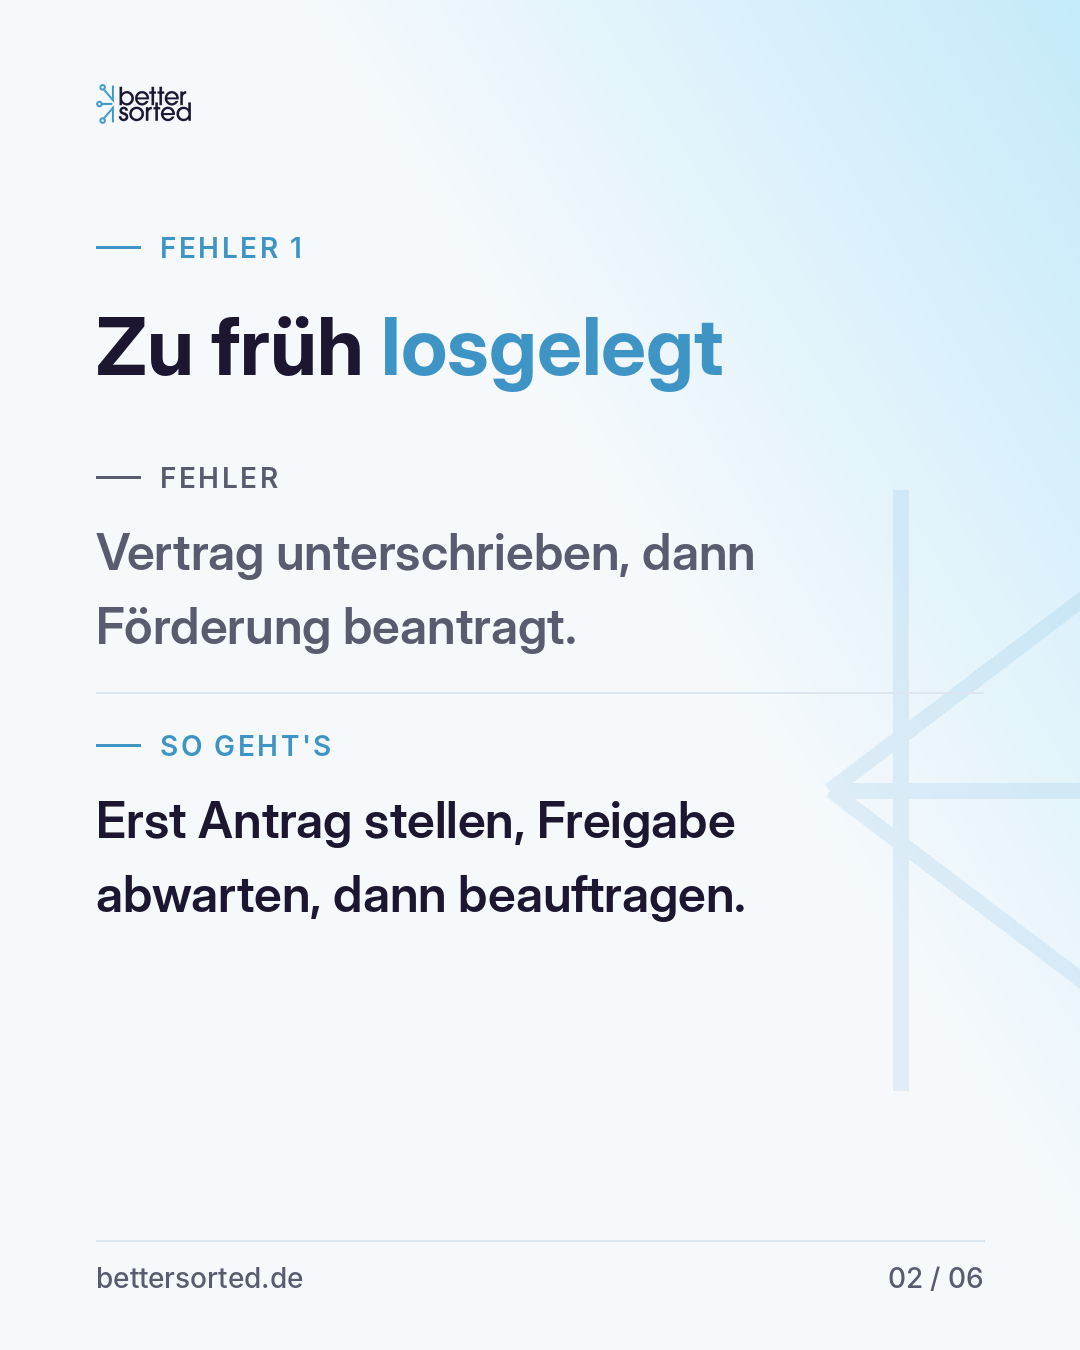 better
sorted
FEHLER 1
Zu früh losgelegt
FEHLER
Vertrag unterschrieben, dann
Förderung beantragt.
SO GEHT'S
Erst Antrag stellen, Freigabe
abwarten, dann beauftragen.
bettersorted.de
02 / 06